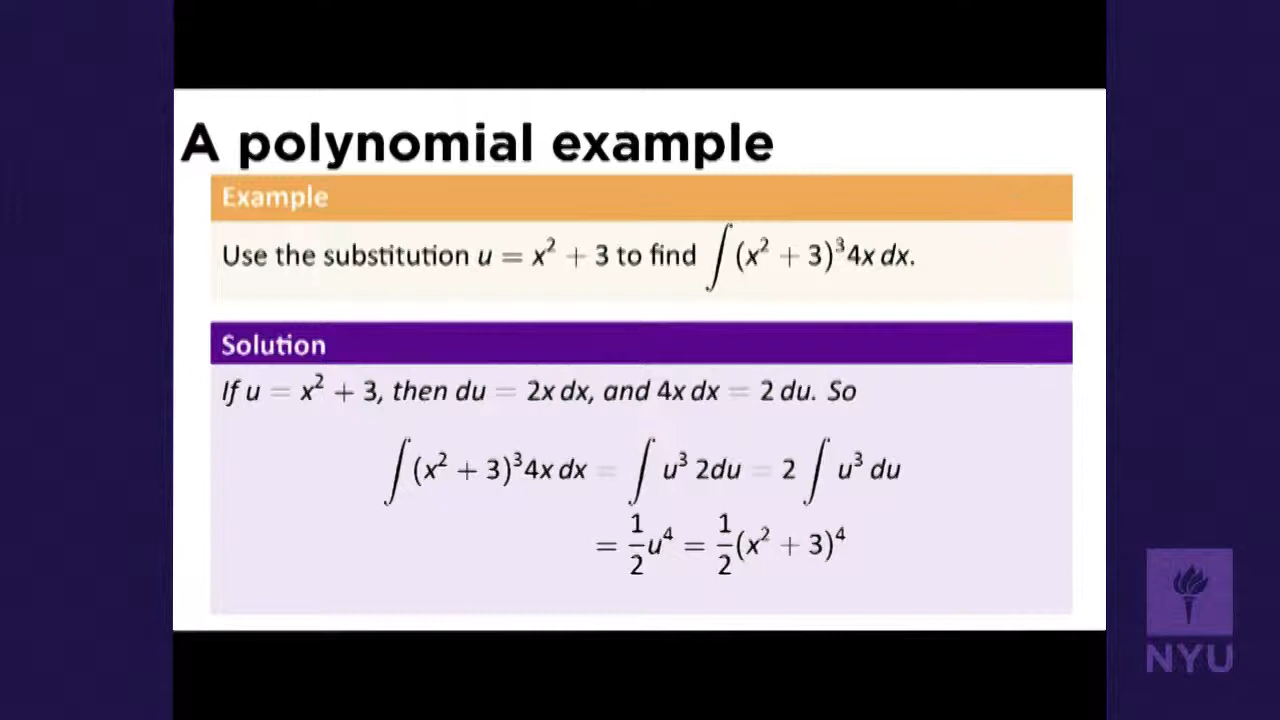 A polynomial example
Example
Use the substitution u = x² + 3 to find ∫(x² + 3)³4x dx.
Solution
If u = x² + 3, then du = 2x dx, and 4x dx = 2 du. So
∫(x² + 3)³4x dx = ∫u³ 2du = 2 ∫u³ du
= 1/2 u⁴ = 1/2 (x² + 3)⁴
NYU